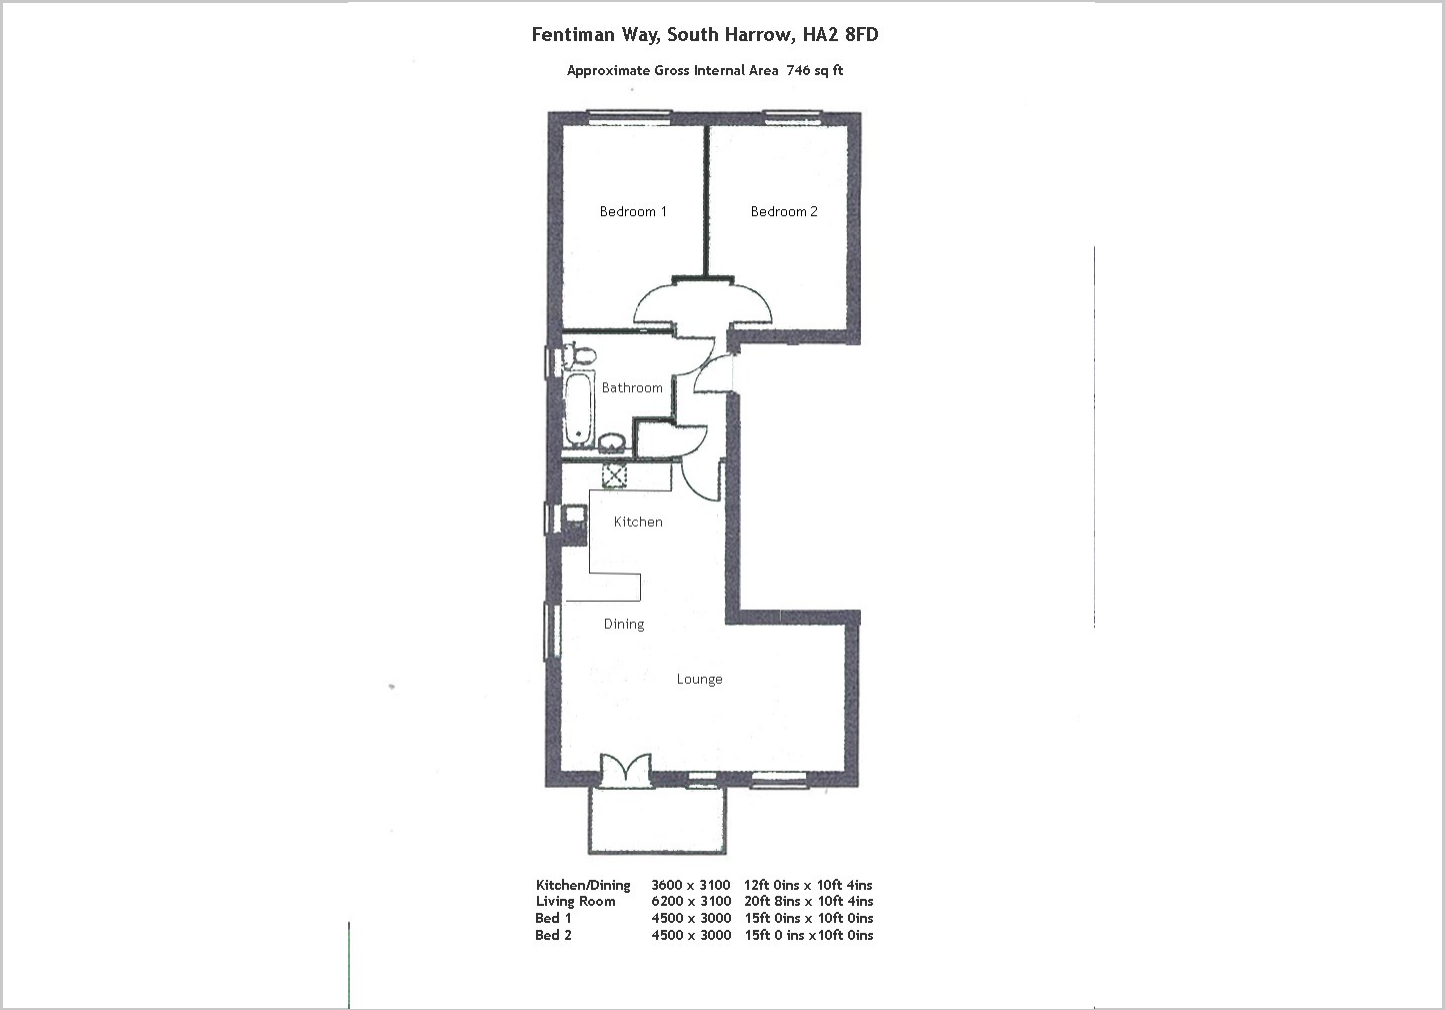 Fentiman Way, South Harrow, HA2 8FD
Approximate Gross Internal Area 746 sq ft
Bedroom 1
Bedroom 2
Bathroom
Kitchen
Dining
Lounge
Kitchen/Dining 3600 x 3100 12ft 0ins x 10ft 4ins
Living Room 6200 x 3100 20ft 8ins x 10ft 4ins
Bed 1 4500 x 3000 15ft 0ins x 10ft 0ins
Bed 2 4500 x 3000 15ft 0 ins x10ft 0ins